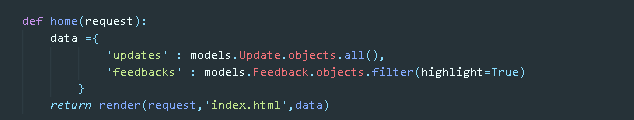 def home(request):
    data ={
            'updates' : models.Update.objects.all(),
            'feedbacks' : models.Feedback.objects.filter(highlight=True)
        }
    return render(request,'index.html',data)